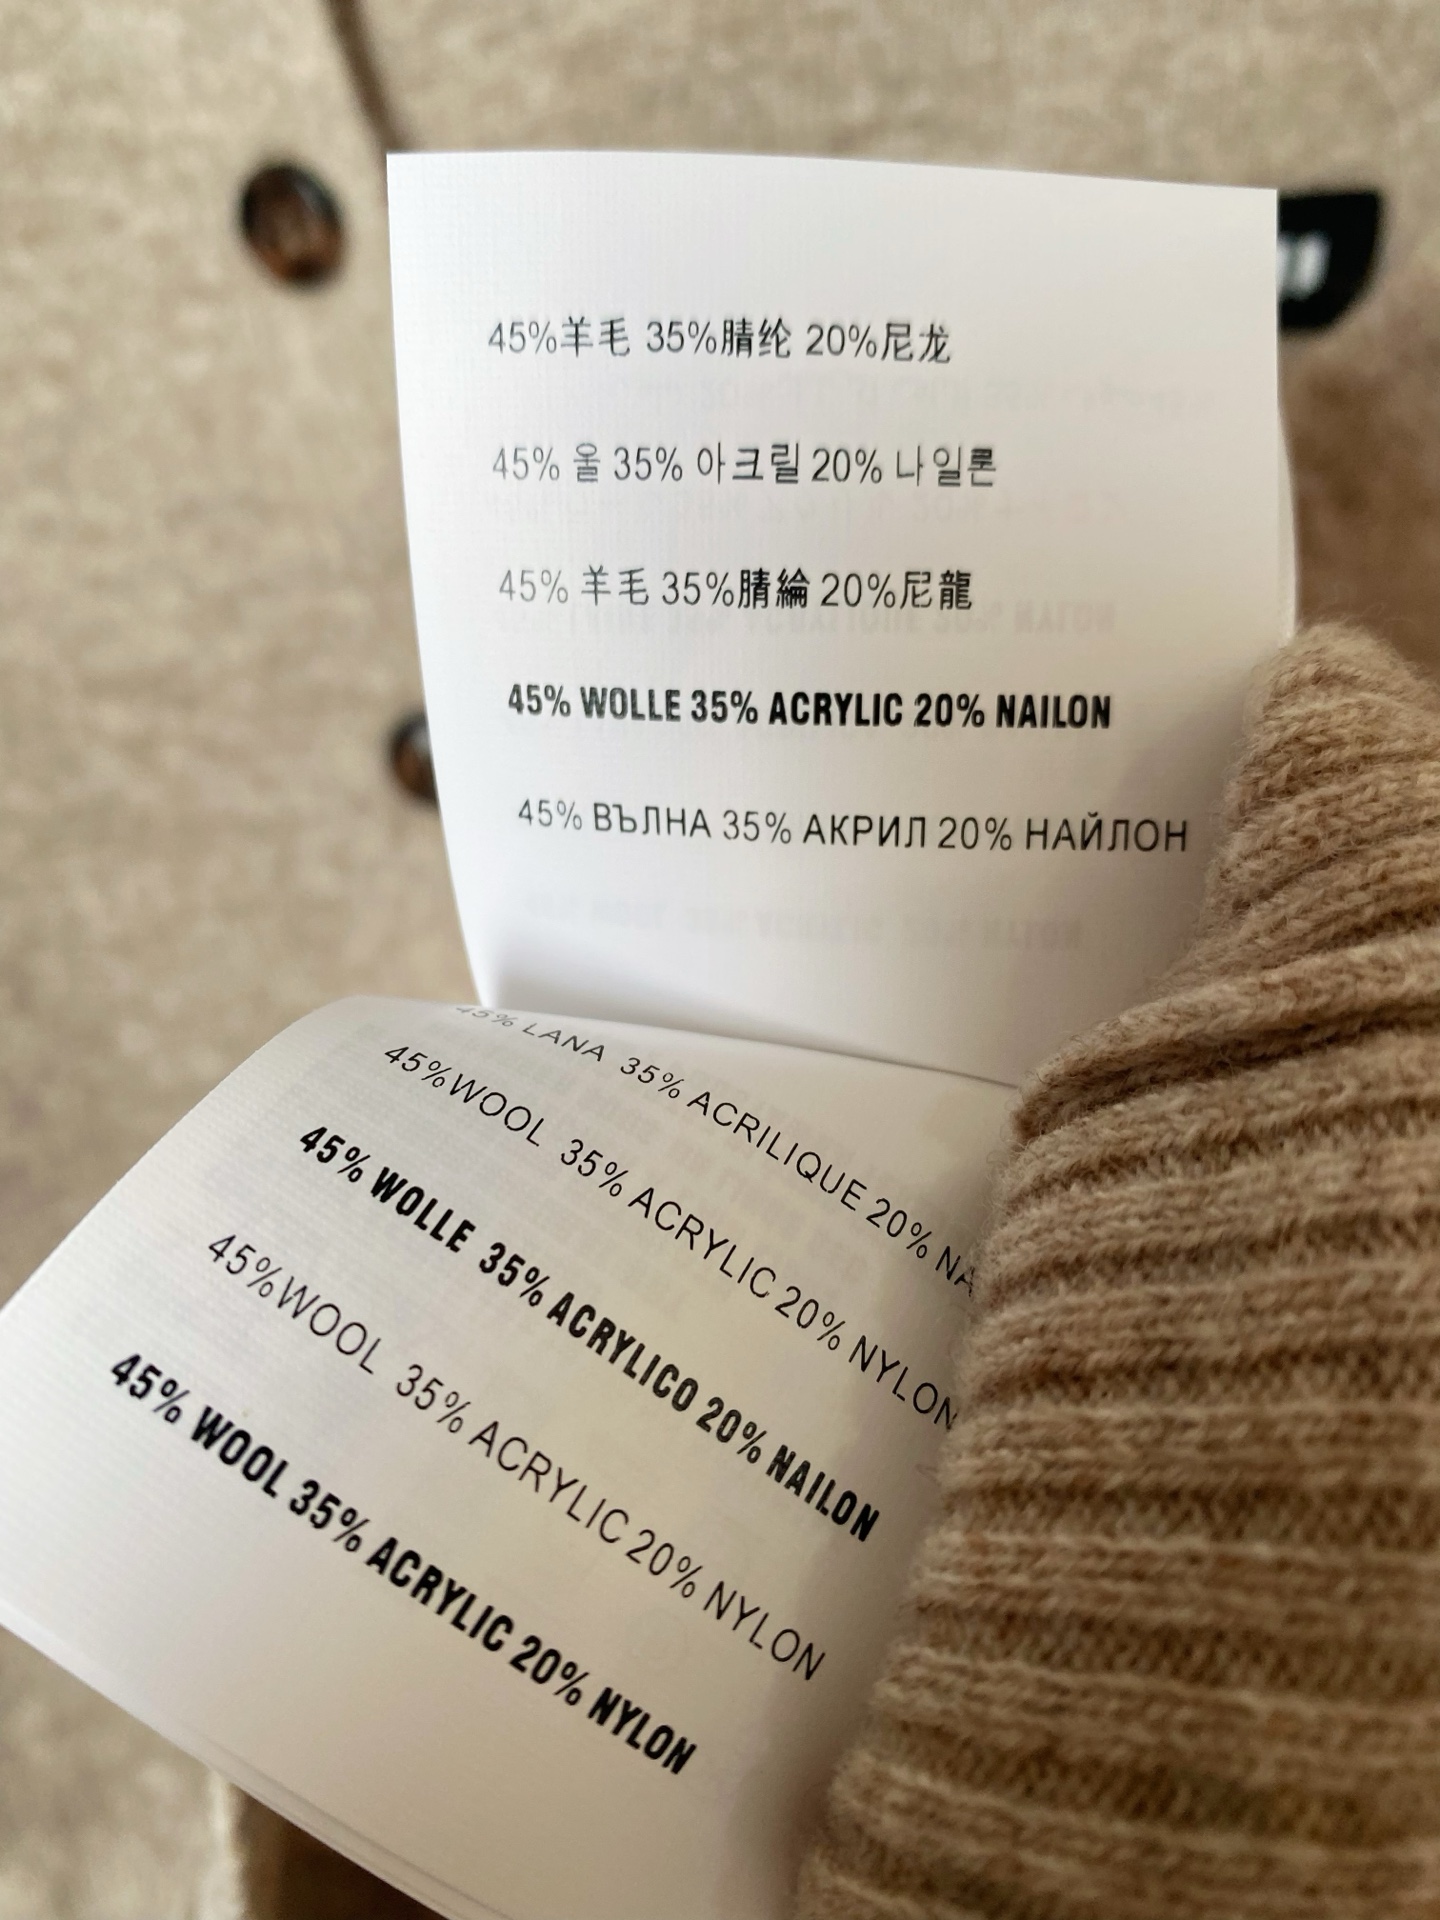 45%羊毛 35%腈纶 20%尼龙
45% 울 35% 아크릴 20% 나일론
45% 羊毛 35%腈綸 20%尼龍
45% WOLLE 35% ACRYLIC 20% NAILON
45% ВЪЛНА 35% АКРИЛ 20% НАЙЛОН
45% LANA 35% ACRILIQUE 20%
45%WOOL 35% ACRYLIC 20% NYLON
45% WOLLE 35% ACRYLICO 20% NAILON
45%WOOL 35% ACRYLIC 20% NYLON
45% WOOL 35% ACRYLIC 20% NYLON